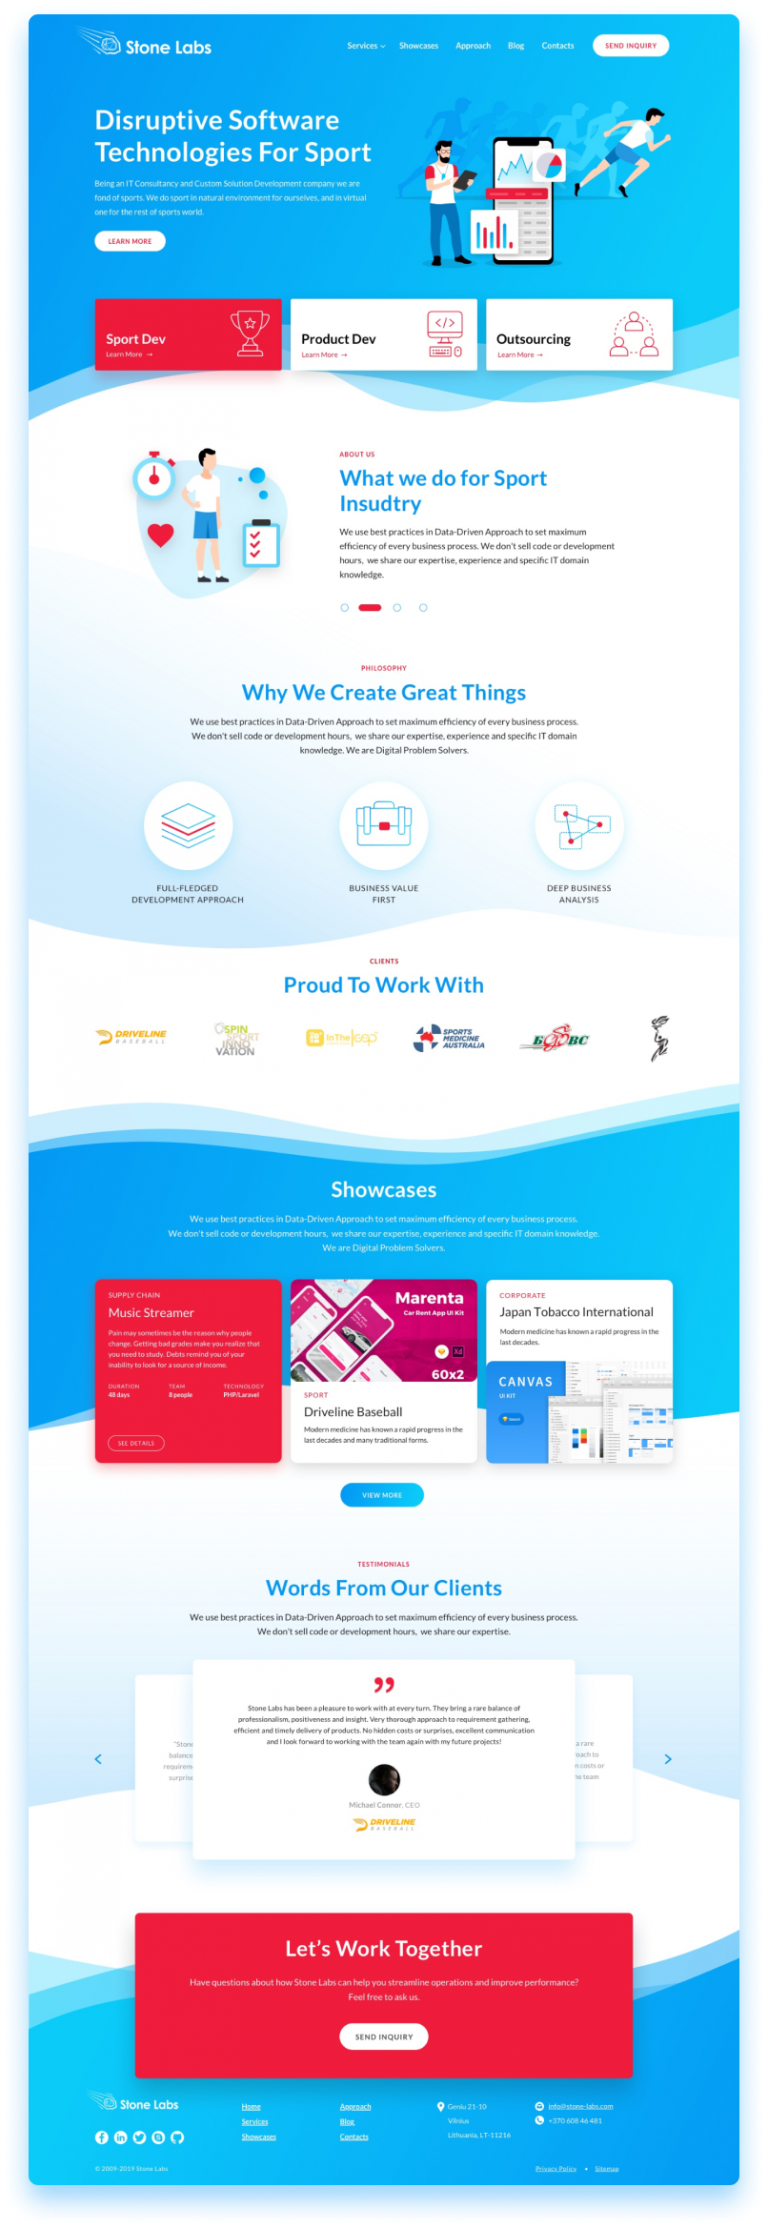 Stone Labs
Services
Showcases
Approach
Blog
Contacts
SEND INQUIRY
Disruptive Software
Technologies For Sport
Being an IT Consultancy and Custom Solution Development company we are
fond of sports. We do sport in natural environment for ourselves, and in virtual
one for the rest of sports world.
LEARN MORE
Sport Dev
Learn More →
Product Dev
Learn More →
Outsourcing
Learn More →
ABOUT US
What we do for Sport
Insudtry
We use best practices in Data-Driven Approach to set maximum
efficiency of every business process. We don't sell code or development
hours, we share our expertise, experience and specific IT domain
knowledge.
PHILOSOPHY
Why We Create Great Things
We use best practices in Data-Driven Approach to set maximum efficiency of every business process.
We don't sell code or development hours, we share our expertise, experience and specific IT domain
knowledge. We are Digital Problem Solvers.
FULL-FLEDGED
DEVELOPMENT APPROACH
BUSINESS VALUE
FIRST
DEEP BUSINESS
ANALYSIS
CLIENTS
Proud To Work With
DRIVELINE
BASEBALL
SPIN
SPORT
INNO
VATION
InThe
SPORTS
MEDICINE
AUSTRALIA
Showcases
We use best practices in Data-Driven Approach to set maximum efficiency of every business process.
We don't sell code or development hours, we share our expertise, experience and specific IT domain knowledge.
We are Digital Problem Solvers.
SUPPLY CHAIN
Music Streamer
Pain may sometimes be the reason why people
change. Getting bad grades make you realize that
you need to study. Debts remind you of your
inability to look for a source of income.
DURATION
48 days
TEAM
8 people
TECHNOLOGY
PHP/Laravel
SEE DETAILS
Marenta
Car Rent App UI Kit
60x2
SPORT
Driveline Baseball
Modern medicine has known a rapid progress in the
last decades and many traditional forms.
CORPORATE
Japan Tobacco International
Modern medicine has known a rapid progress in the
last decades.
CANVAS
UI KIT
VIEW MORE
TESTIMONIALS
Words From Our Clients
We use best practices in Data-Driven Approach to set maximum efficiency of every business process.
We don't sell code or development hours, we share our expertise.
"Stone
balance
requirem
surprise
Stone Labs has been a pleasure to work with at every turn. They bring a rare balance of
professionalism, positiveness and insight. Very thorough approach to requirement gathering,
efficient and timely delivery of products. No hidden costs or surprises, excellent communication
and I look forward to working with the team again with my future projects!
Michael Connor, CEO
DRIVELINE
BASEBALL
a rare
oach to
n costs or
he team
Let's Work Together
Have questions about how Stone Labs can help you streamline operations and improve performance?
Feel free to ask us.
SEND INQUIRY
Stone Labs
Home
Services
Showcases
Approach
Blog
Contacts
Geniu 21-10
Vilnius
Lithuania, LT-11216
info@stone-labs.com
+370 608 46 481
© 2009-2019 Stone Labs
Privacy Policy • Sitemap